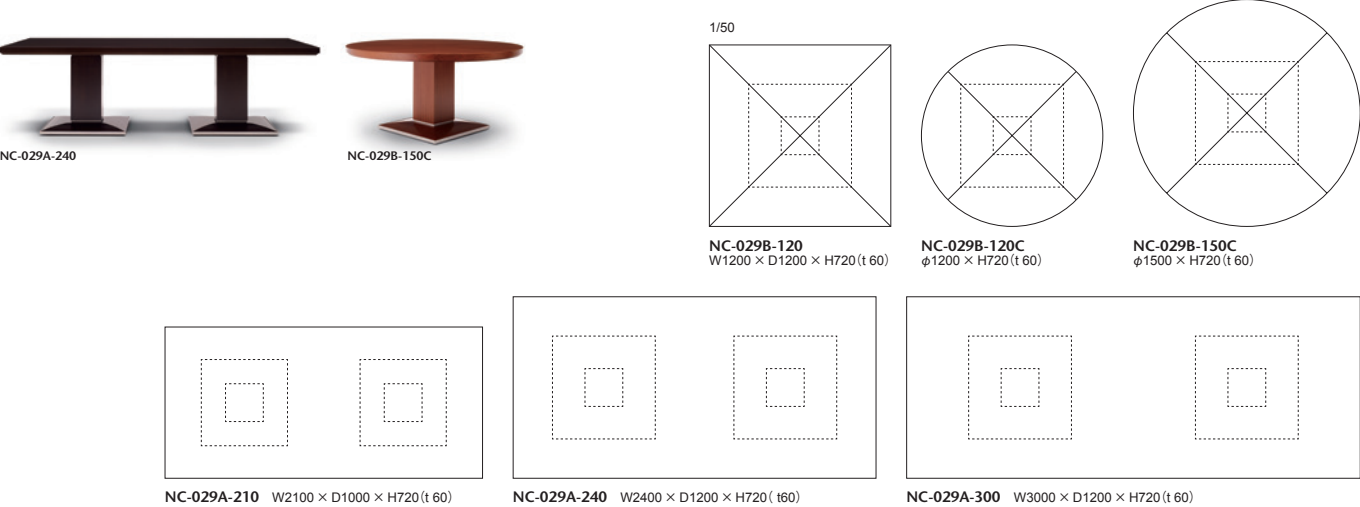 1/50
NC-029A-240
NC-029B-150C
NC-029B-120
W1200 × D1200 × H720(t 60)
NC-029B-120C
φ1200 × H720(t 60)
NC-029B-150C
φ1500 × H720(t 60)
NC-029A-210 W2100 × D1000 × H720(t 60)
NC-029A-240 W2400 × D1200 × H720( t60)
NC-029A-300 W3000 × D1200 × H720(t 60)